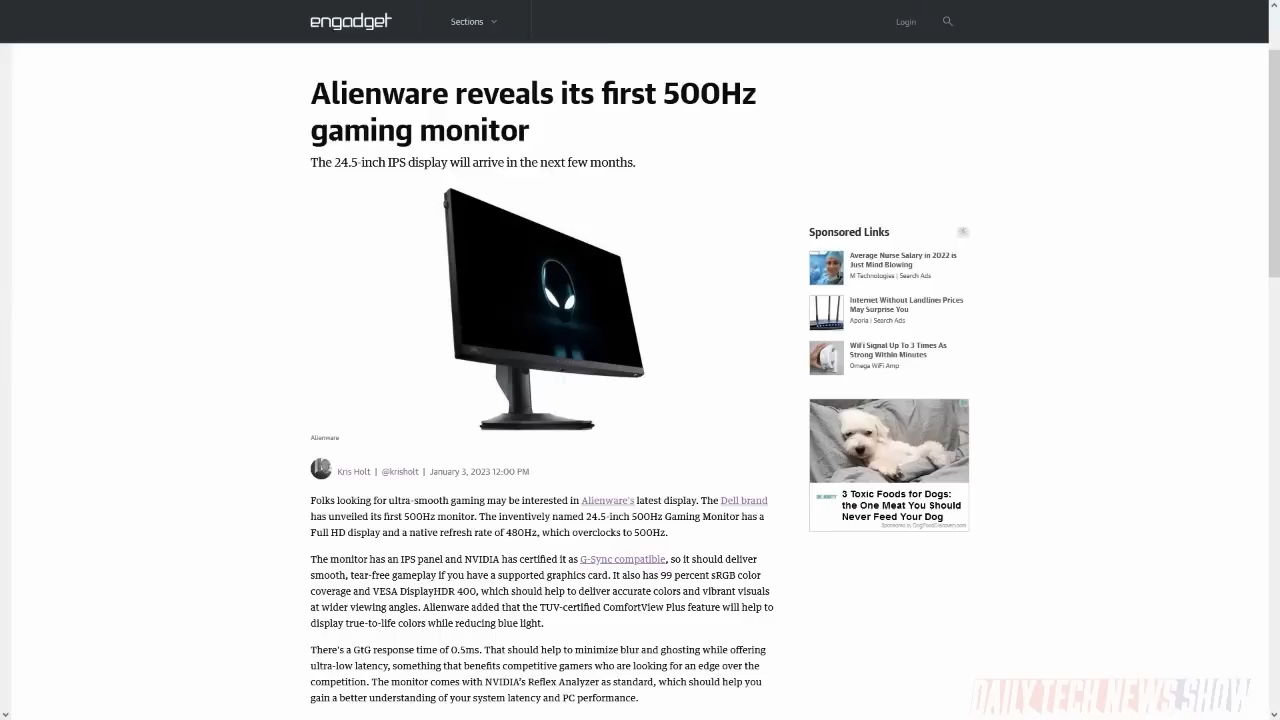 engadget
Sections
Login
Alienware reveals its first 500Hz
gaming monitor
The 24.5-inch IPS display will arrive in the next few months.
Alienware
Kris Holt | @krisholt | January 3, 2023 12:00 PM
Folks looking for ultra-smooth gaming may be interested in Alienware's latest display. The Dell brand
has unveiled its first 500Hz monitor. The inventively named 24.5-inch 500Hz Gaming Monitor has a
Full HD display and a native refresh rate of 480Hz, which overclocks to 500Hz.
The monitor has an IPS panel and NVIDIA has certified it as G-Sync compatible, so it should deliver
smooth, tear-free gameplay if you have a supported graphics card. It also has 99 percent sRGB color
coverage and VESA DisplayHDR 400, which should help to deliver accurate colors and vibrant visuals
at wider viewing angles. Alienware added that the TUV-certified ComfortView Plus feature will help to
display true-to-life colors while reducing blue light.
There's a GtG response time of 0.5ms. That should help to minimize blur and ghosting while offering
ultra-low latency, something that benefits competitive gamers who are looking for an edge over the
competition. The monitor comes with NVIDIA's Reflex Analyzer as standard, which should help you
gain a better understanding of your system latency and PC performance.
Sponsored Links
Average Nurse Salary in 2022 is
Just Mind Blowing
M Technologies | Search Ads
Internet Without Landline: Prices
May Surprise You
Aporia | Search Ads
WiFi Signal Up To 3 Times As
Strong Within Minutes
Omega WiFi Amp
3 Toxic Foods for Dogs:
the One Meat You Should
Never Feed Your Dog
Sponsored by DogFoodDiscover.com
DAILY TECH NEWS SHOW